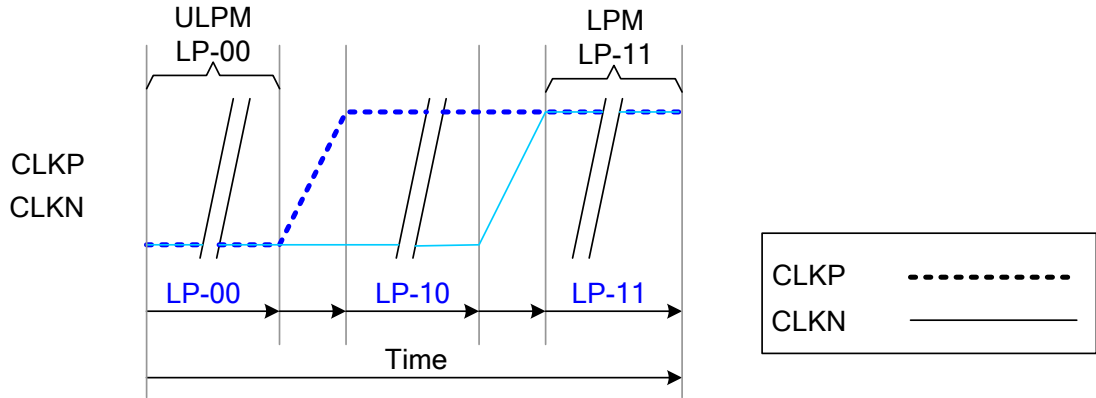 ULPM
LP-00
LPM
LP-11
CLKP
CLKN
LP-00
LP-10
LP-11
Time
CLKP
CLKN